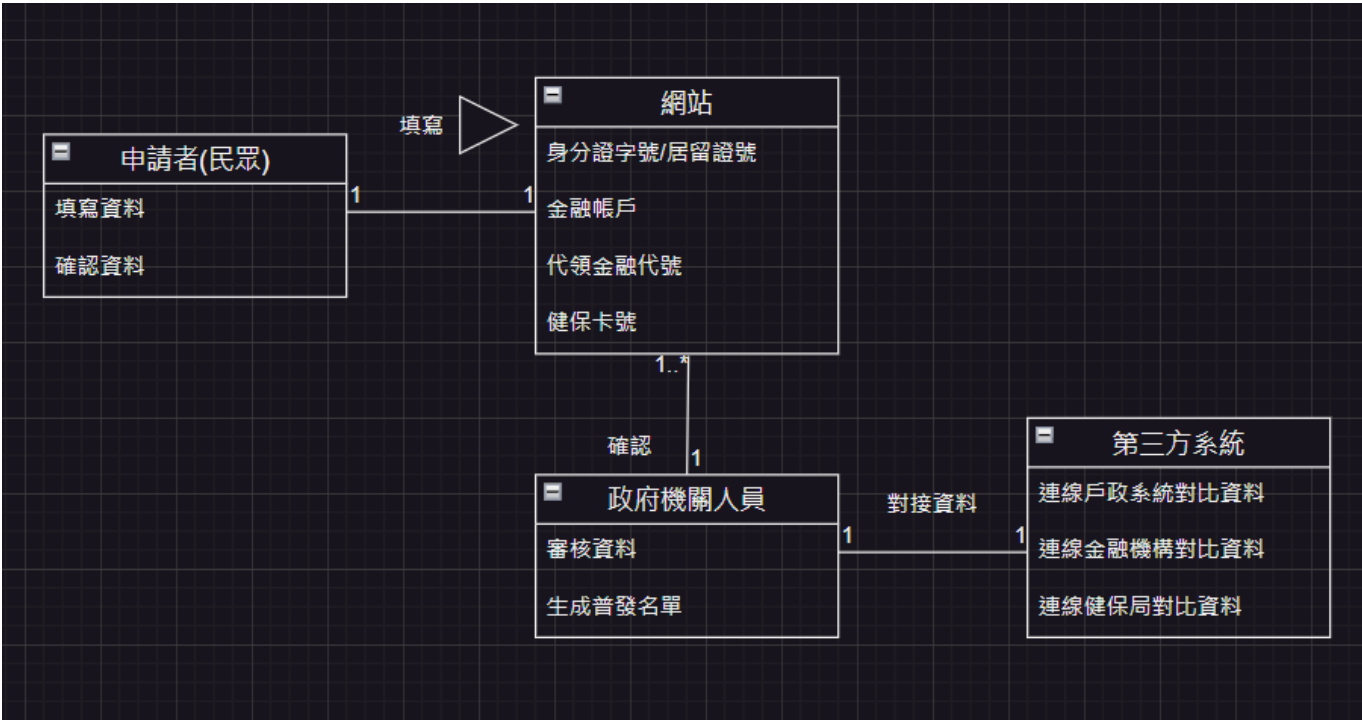 網站
填寫
申請者(民眾)
身分證字號/居留證號
1
1
填寫資料
金融帳戶
確認資料
代領金融代號
健保卡號
1..*
確認
1
第三方系統
政府機關人員
對接資料
連線戶政系統對比資料
1
1
審核資料
連線金融機構對比資料
生成普發名單
連線健保局對比資料